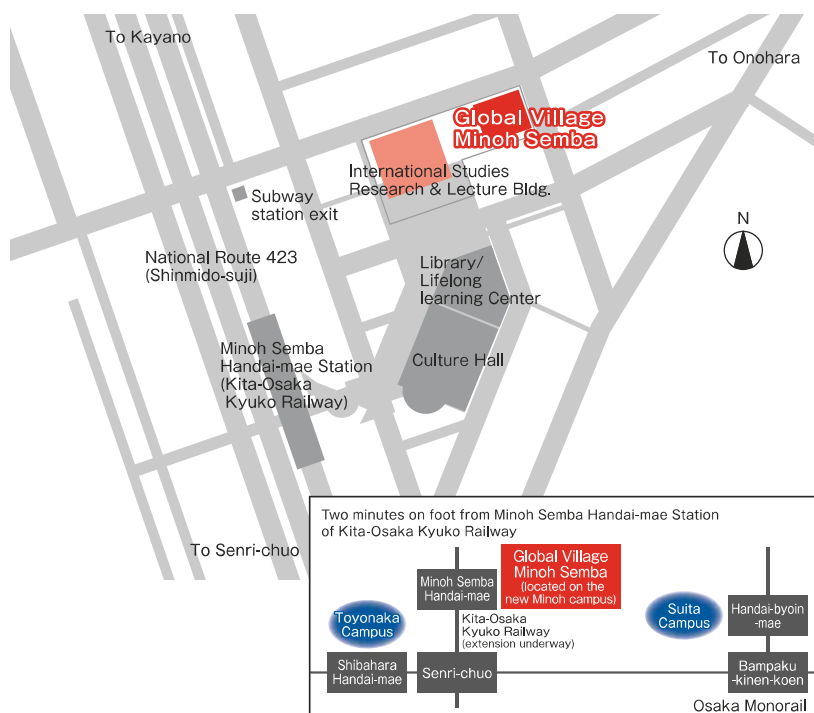 To Kayano
To Onohara
Global Village
Minoh Semba
International Studies
Research & Lecture Bldg.
Subway
station exit
N
National Route 423
(Shinmido-suji)
Library/
Lifelong
learning Center
Minoh Semba
Handai-mae Station
(Kita-Osaka
Kyuko Railway)
Culture Hall
To Senri-chuo
Two minutes on foot from Minoh Semba Handai-mae Station
of Kita-Osaka Kyuko Railway
Minoh Semba
Handai-mae
Global Village
Minoh Semba
(located on the
new Minoh campus)
Toyonaka
Campus
Suita
Campus
Handai-byoin
-mae
Kita-Osaka
Kyuko Railway
(extension underway)
Shibahara
Handai-mae
Senri-chuo
Bampaku
-kinen-koen
Osaka Monorail